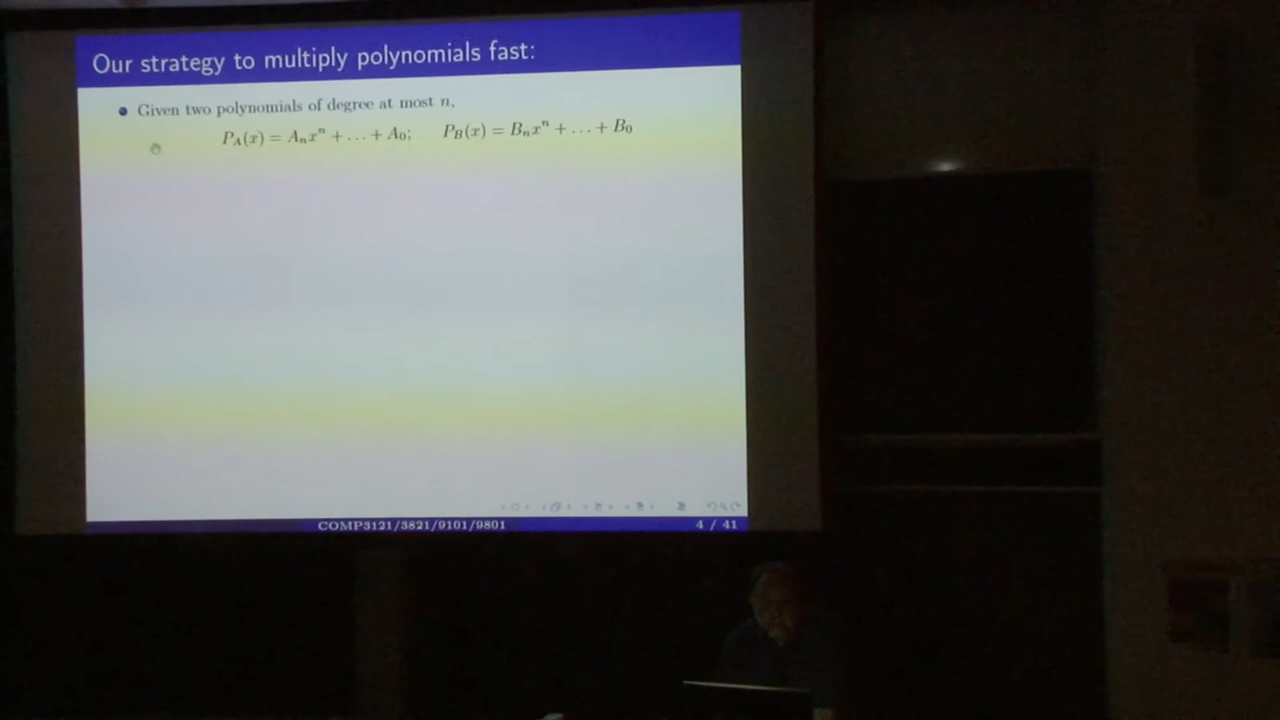 Our strategy to multiply polynomials fast:
Given two polynomials of degree at most n,
P_A(x) = A_n x^n + … + A_0; P_B(x) = B_n x^n + … + B_0
COMP3121/3821/9101/9801 4 / 41